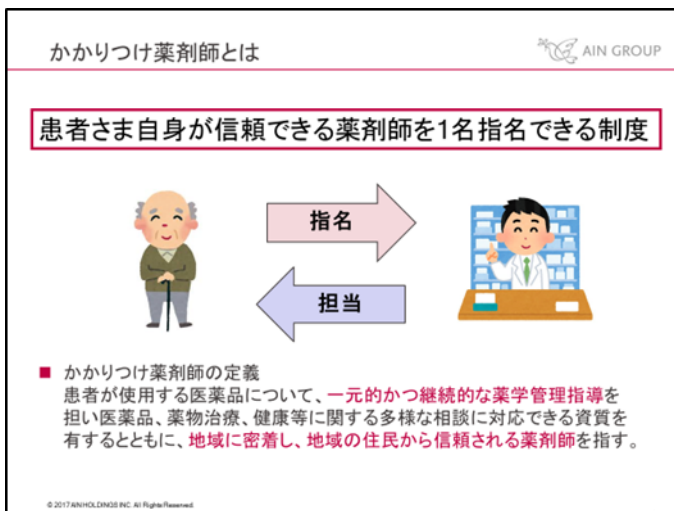 かかりつけ薬剤師とは
AIN GROUP
患者さま自身が信頼できる薬剤師を1名指名できる制度
指名
担当
■ かかりつけ薬剤師の定義
患者が使用する医薬品について、一元的かつ継続的な薬学管理指導を
担い医薬品、薬物治療、健康等に関する多様な相談に対応できる資質を
有するとともに、地域に密着し、地域の住民から信頼される薬剤師を指す。
© 2017 AIN HOLDINGS INC. All Rights Reserved.